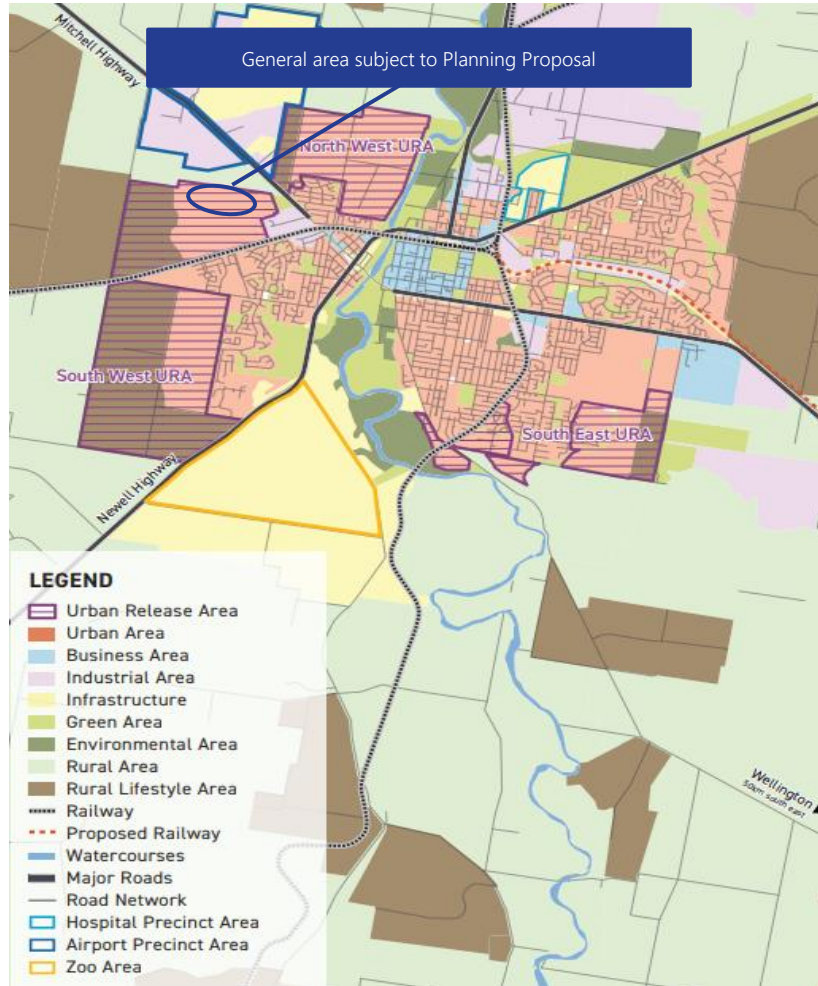 General area subject to Planning Proposal
Mitchell Highway
North West URA
South West URA
South East URA
Newell Highway
LEGEND
Urban Release Area
Urban Area
Business Area
Industrial Area
Infrastructure
Green Area
Environmental Area
Rural Area
Rural Lifestyle Area
Railway
Proposed Railway
Watercourses
Major Roads
Road Network
Hospital Precinct Area
Airport Precinct Area
Zoo Area
Wellington
50km south east